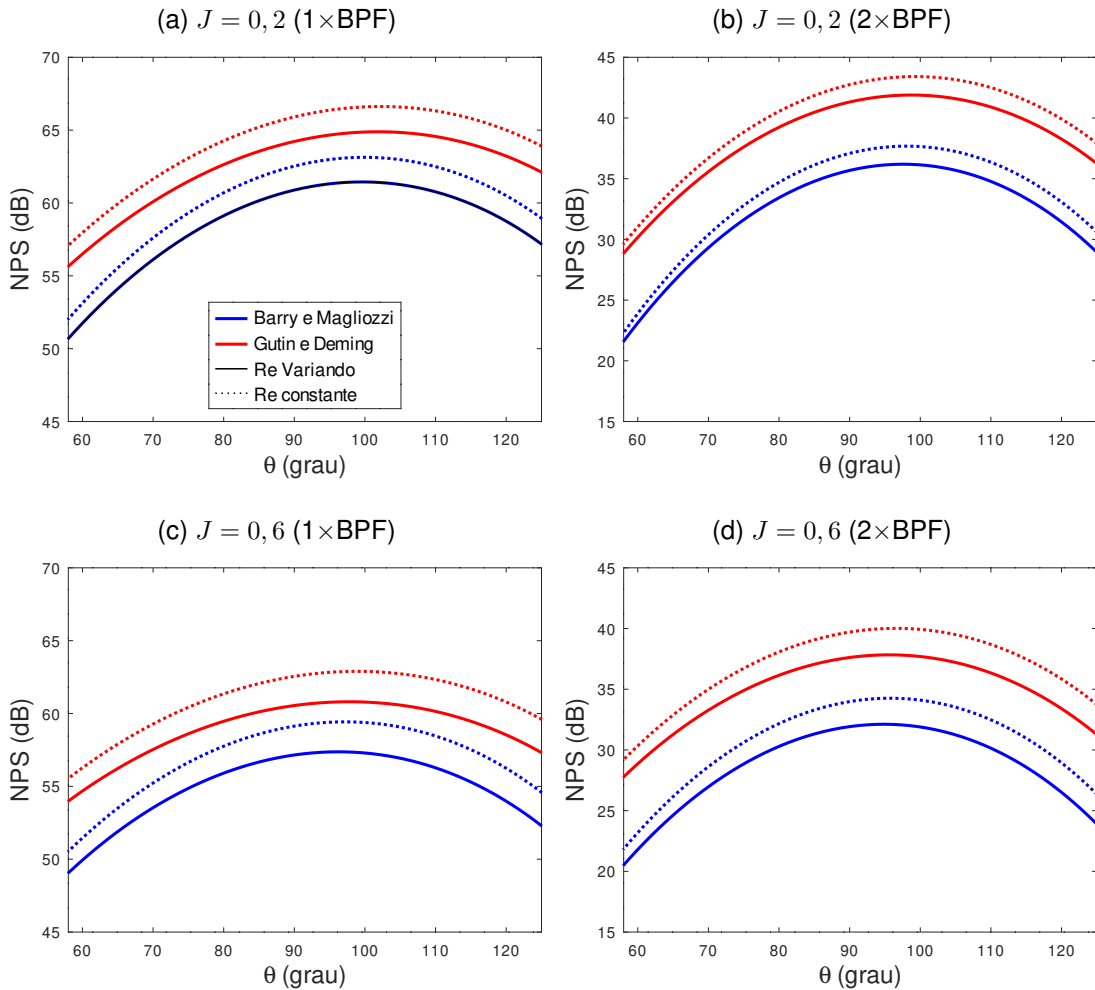 (a) J = 0, 2 (1×BPF)
70
65
60
55
50
45
NPS (dB)
60 70 80 90 100 110 120
θ (grau)
Barry e Magliozzi
Gutin e Deming
Re Variando
Re constante
(b) J = 0, 2 (2×BPF)
45
40
35
30
25
20
15
NPS (dB)
60 70 80 90 100 110 120
θ (grau)
(c) J = 0, 6 (1×BPF)
70
65
60
55
50
45
NPS (dB)
60 70 80 90 100 110 120
θ (grau)
(d) J = 0, 6 (2×BPF)
45
40
35
30
25
20
15
NPS (dB)
60 70 80 90 100 110 120
θ (grau)